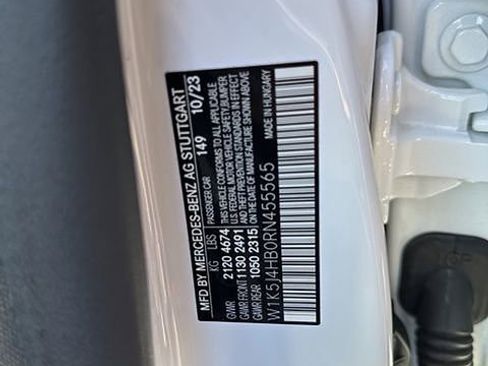 MFD BY MERCEDES-BENZ AG STUTTGART
PASSENGER CAR 149 10/23
KG LBS
GVWR 2120 4674
GAWR FRONT 1130 2491
GAWR REAR 1050 2315
THIS VEHICLE CONFORMS TO ALL APPLICABLE
U.S. FEDERAL MOTOR VEHICLE SAFETY,BUMPER
AND THEFT PREVENTION STANDARDS IN EFFECT
ON THE DATE OF MANUFACTURE SHOWN ABOVE
W1K5J4HB0RN455565
MADE IN HUNGARY